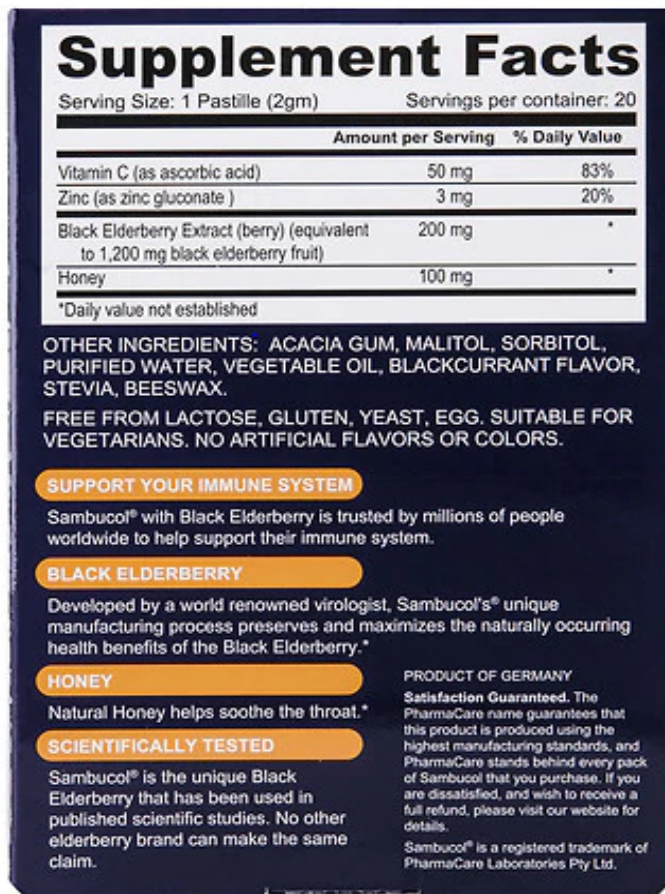 Supplement Facts
Serving Size: 1 Pastille (2gm) Servings per container: 20
Amount per Serving % Daily Value
Vitamin C (as ascorbic acid) 50 mg 83%
Zinc (as zinc gluconate ) 3 mg 20%
Black Elderberry Extract (berry) (equivalent 200 mg *
to 1,200 mg black elderberry fruit)
Honey 100 mg *
*Daily value not established
OTHER INGREDIENTS: ACACIA GUM, MALITOL, SORBITOL,
PURIFIED WATER, VEGETABLE OIL, BLACKCURRANT FLAVOR,
STEVIA, BEESWAX.
FREE FROM LACTOSE, GLUTEN, YEAST, EGG. SUITABLE FOR
VEGETARIANS. NO ARTIFICIAL FLAVORS OR COLORS.
SUPPORT YOUR IMMUNE SYSTEM
Sambucol® with Black Elderberry is trusted by millions of people
worldwide to help support their immune system.
BLACK ELDERBERRY
Developed by a world renowned virologist, Sambucol's® unique
manufacturing process preserves and maximizes the naturally occurring
health benefits of the Black Elderberry.*
HONEY
Natural Honey helps soothe the throat.*
SCIENTIFICALLY TESTED
Sambucol® is the unique Black
Elderberry that has been used in
published scientific studies. No other
elderberry brand can make the same
claim.
PRODUCT OF GERMANY
Satisfaction Guaranteed. The
PharmaCare name guarantees that
this product is produced using the
highest manufacturing standards, and
PharmaCare stands behind every pack
of Sambucol that you purchase. If you
are dissatisfied, and wish to receive a
full refund, please visit our website for
details.
Sambucol® is a registered trademark of
PharmaCare Laboratories Pty Ltd.